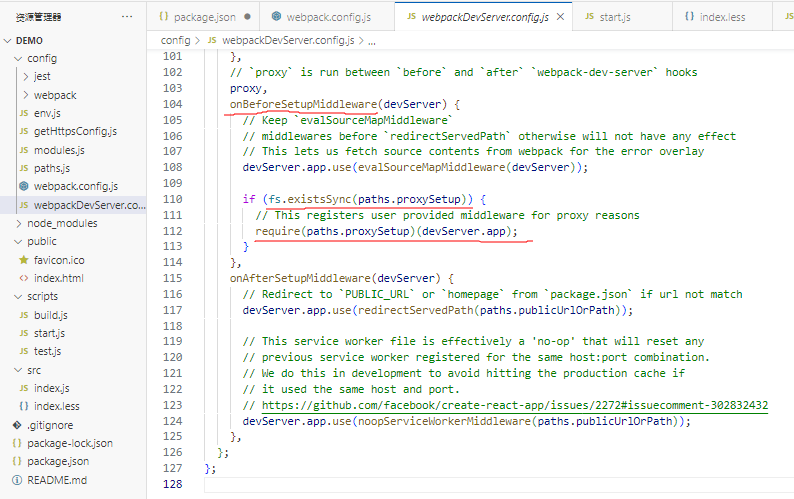 资源管理器
···
DEMO
config
jest
webpack
JS env.js
JS getHttpsConfig.js
JS modules.js
JS paths.js
webpack.config.js
JS webpackDevServer.co...
node_modules
public
favicon.ico
<> index.html
scripts
JS build.js
JS start.js
JS test.js
src
JS index.js
{ } index.less
.gitignore
{ } package-lock.json
{ } package.json
README.md
{ } package.json ●
webpack.config.js
JS webpackDevServer.config.js ×
JS start.js
{ } index.less
JS
config > JS webpackDevServer.config.js > ...
101 },
102 // `proxy` is run between `before` and `after` `webpack-dev-server` hooks
103 proxy,
104 onBeforeSetupMiddleware(devServer) {
105 // Keep `evalSourceMapMiddleware`
106 // middlewares before `redirectServedPath` otherwise will not have any effect
107 // This lets us fetch source contents from webpack for the error overlay
108 devServer.app.use(evalSourceMapMiddleware(devServer));
109
110 if (fs.existsSync(paths.proxySetup)) {
111 // This registers user provided middleware for proxy reasons
112 require(paths.proxySetup)(devServer.app);
113 }
114 },
115 onAfterSetupMiddleware(devServer) {
116 // Redirect to `PUBLIC_URL` or `homepage` from `package.json` if url not match
117 devServer.app.use(redirectServedPath(paths.publicUrlOrPath));
118
119 // This service worker file is effectively a 'no-op' that will reset any
120 // previous service worker registered for the same host:port combination.
121 // We do this in development to avoid hitting the production cache if
122 // it used the same host and port.
123 // https://github.com/facebook/create-react-app/issues/2272#issuecomment-302832432
124 devServer.app.use(noopServiceWorkerMiddleware(paths.publicUrlOrPath));
125 },
126 };
127 };
128